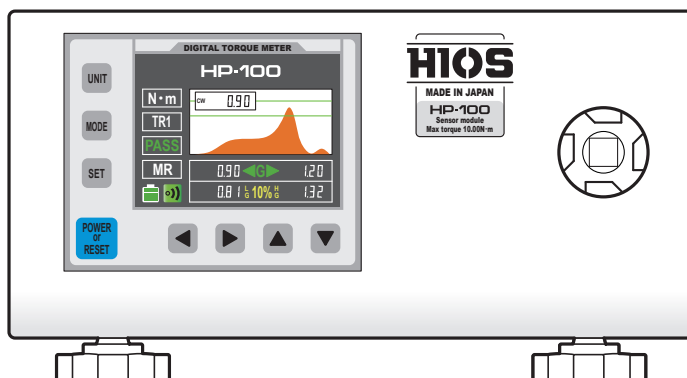 DIGITAL TORQUE METER
HP-100
UNIT
MODE
SET
POWER
or
RESET
N・m
TR1
PASS
MR
CW 0.90
0.90 G 1.20
0.81 L G 10% H G 1.32
HIOS
MADE IN JAPAN
HP-100
Sensor module
Max torque 10.00N・m